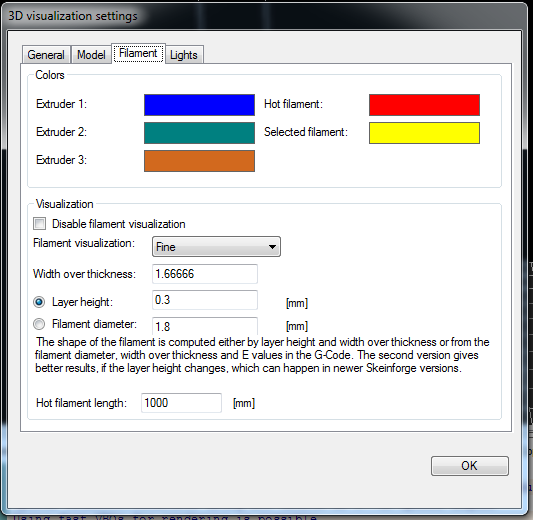 3D visualization settings
General Model Filament Lights
Colors
Extruder 1: Hot filament:
Extruder 2: Selected filament:
Extruder 3:
Visualization
Disable filament visualization
Filament visualization: Fine
Width over thickness: 1.66666
Layer height: 0.3 [mm]
Filament diameter: 1.8 [mm]
The shape of the filament is computed either by layer height and width over thickness or from the
filament diameter, width over thickness and E values in the G-Code. The second version gives
better results, if the layer height changes, which can happen in newer Skeinforge versions.
Hot filament length: 1000 [mm]
OK
Using fast VBOs for rendering is possible